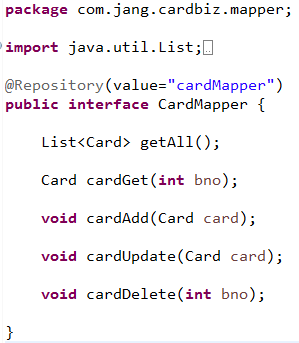 package com.jang.cardbiz.mapper;
import java.util.List;
@Repository(value="cardMapper")
public interface CardMapper {
List<Card> getAll();
Card cardGet(int bno);
void cardAdd(Card card);
void cardUpdate(Card card);
void cardDelete(int bno);
}